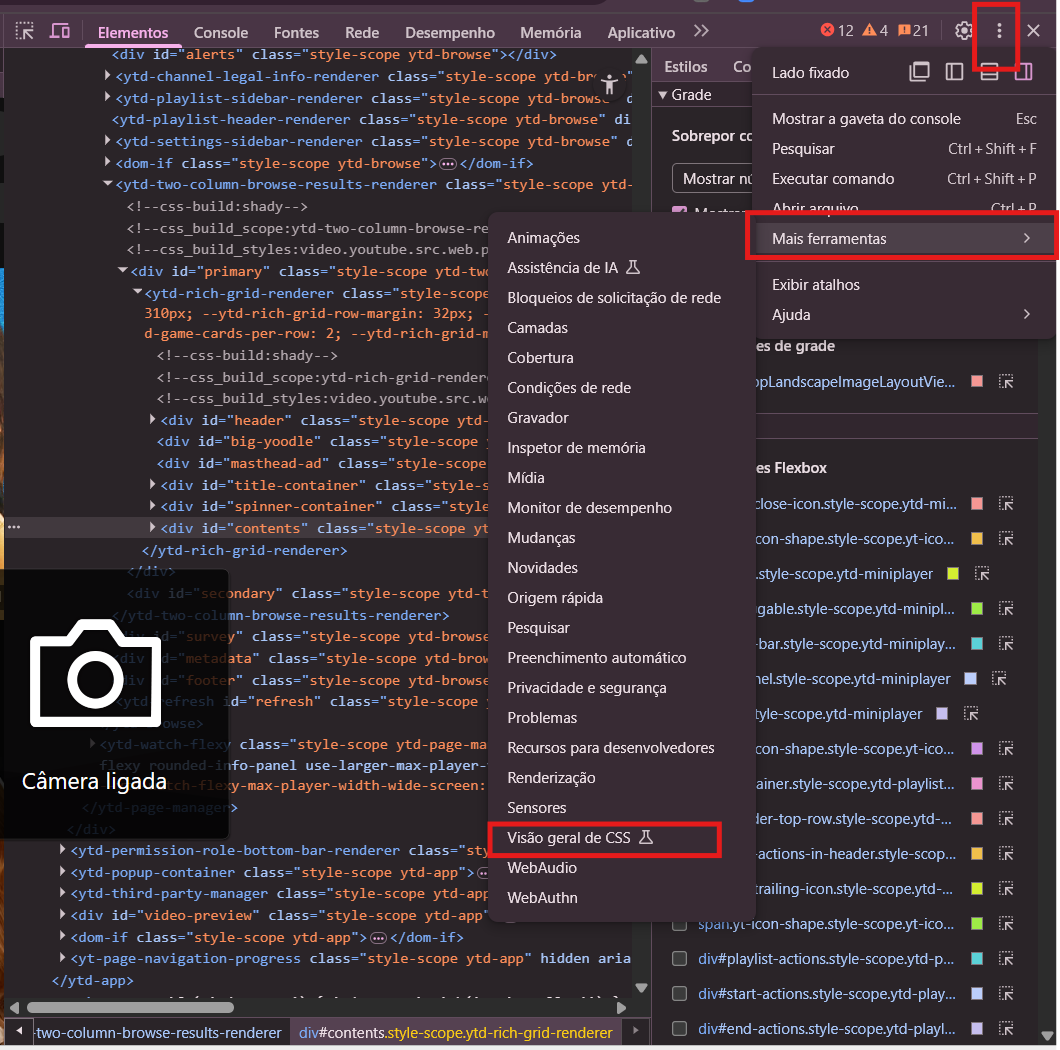 Elementos Console Fontes Rede Desempenho Memória Aplicativo 12 4 21
<div id="alerts" class="style-scope ytd-browse"></div>
<ytd-channel-legal-info-renderer class="style-scope ytd-browse"
<ytd-playlist-sidebar-renderer class="style-scope ytd-browse" d
<ytd-playlist-header-renderer class="style-scope ytd-browse" di
<ytd-settings-sidebar-renderer class="style-scope ytd-browse" d
<dom-if class="style-scope ytd-browse">…</dom-if>
<ytd-two-column-browse-results-renderer class="style-scope ytd-
<!--css-build:shady-->
<!--css_build_scope:ytd-two-column-browse-re
<!--css_build_styles:video.youtube.src.web.p
<div id="primary" class="style-scope ytd-tw
<ytd-rich-grid-renderer class="style-scope
310px; --ytd-rich-grid-row-margin: 32px; -
d-game-cards-per-row: 2; --ytd-rich-grid-m
<!--css-build:shady-->
<!--css_build_scope:ytd-rich-grid-rendere
<!--css_build_styles:video.youtube.src.we
<div id="header" class="style-scope ytd-
<div id="big-yoodle" class="style-scope y
<div id="masthead-ad" class="style-scope
<div id="title-container" class="style-s
<div id="spinner-container" class="style
<div id="contents" class="style-scope yt
</ytd-rich-grid-renderer>
</div>
<div id="secondary" class="style-scope ytd-t
</ytd-two-column-browse-results-renderer>
div id="survey" class="style-scope ytd-brows
<div id="metadata" class="style-scope ytd-bro
<div id="footer" class="style-scope ytd-browse
<ytd-refresh id="refresh" class="style-scope y
browse>
<ytd-watch-flexy class="style-scope ytd-page-ma
flexy rounded-info-panel use-larger-max-player-
watch-flexy-max-player-width-wide-screen:
</ytd-page-manager>
</div>
<ytd-permission-role-bottom-bar-renderer class="sty
<ytd-popup-container class="style-scope ytd-app">
<ytd-third-party-manager class="style-scope ytd-app
<div id="video-preview" class="style-scope ytd-app"
<dom-if class="style-scope ytd-app">…</dom-if>
<yt-page-navigation-progress class="style-scope ytd-app" hidden aria
</ytd-app>
-two-column-browse-results-renderer div#contents.style-scope.ytd-rich-grid-renderer
Câmera ligada
Animações
Assistência de IA
Bloqueios de solicitação de rede
Camadas
Cobertura
Condições de rede
Gravador
Inspetor de memória
Mídia
Monitor de desempenho
Mudanças
Novidades
Origem rápida
Pesquisar
Preenchimento automático
Privacidade e segurança
Problemas
Recursos para desenvolvedores
Renderização
Sensores
Visão geral de CSS
WebAudio
WebAuthn
Estilos Co
Grade
Sobrepor co
Mostrar nú
Lado fixado
Mostrar a gaveta do console Esc
Pesquisar Ctrl + Shift + F
Executar comando Ctrl + Shift + P
Abrir arquivo Ctrl + P
Mais ferramentas
Exibir atalhos
Ajuda
es de grade
opLandscapeImageLayoutVie...
es Flexbox
close-icon.style-scope.ytd-mi...
con-shape.style-scope.yt-ico...
.style-scope.ytd-miniplayer
ugable.style-scope.ytd-minipl...
-bar.style-scope.ytd-miniplay...
nel.style-scope.ytd-miniplayer
tyle-scope.ytd-miniplayer
con-shape.style-scope.yt-ico...
ainer.style-scope.ytd-playlist...
der-top-row.style-scope.ytd-...
-actions-in-header.style-scop...
trailing-icon.style-scope.ytd-...
span.yt-icon-shape.style-scope.yt-ico...
div#playlist-actions.style-scope.ytd-p...
div#start-actions.style-scope.ytd-play...
div#end-actions.style-scope.ytd-playl...